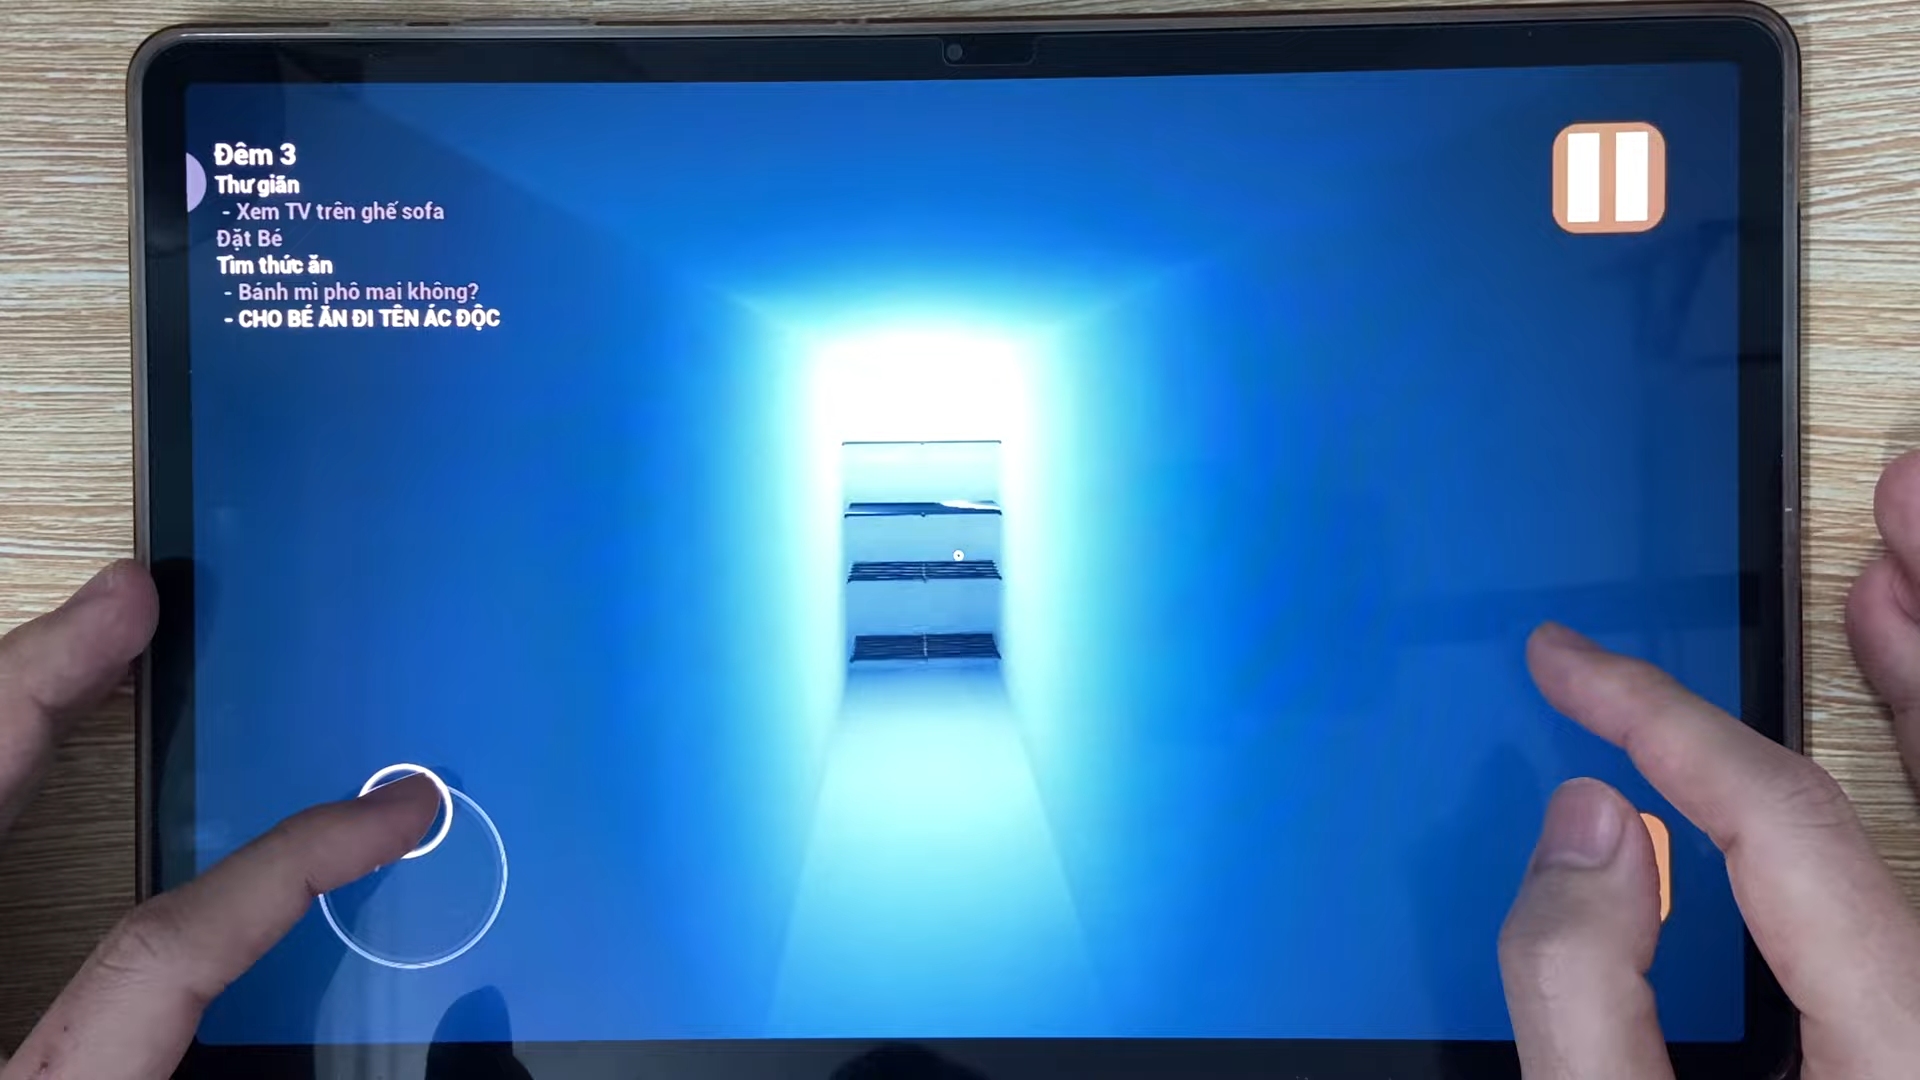 Đêm 3
Thư giãn
- Xem TV trên ghế sofa
Đặt Bé
Tìm thức ăn
- Bánh mì phô mai không?
- CHO BÉ ĂN ĐI TÊN ÁC ĐỘC